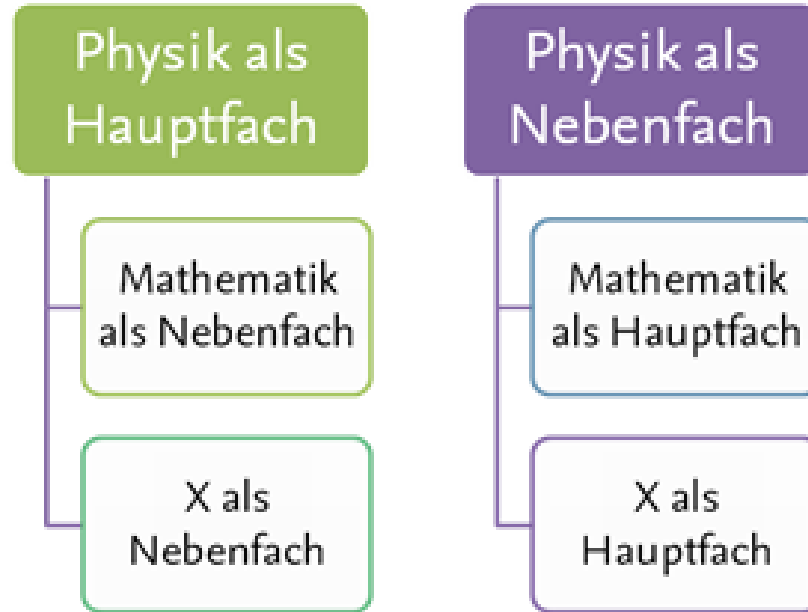 Physik als
Hauptfach
Mathematik
als Nebenfach
X als
Nebenfach
Physik als
Nebenfach
Mathematik
als Hauptfach
X als
Hauptfach